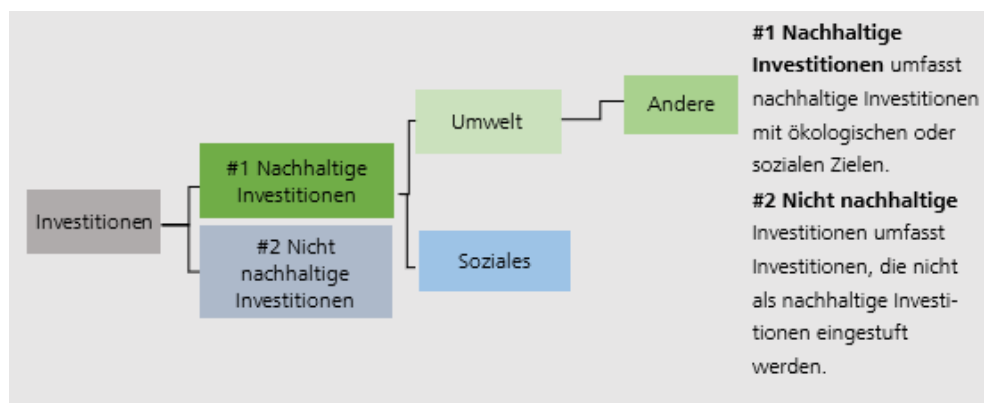 Investitionen
#1 Nachhaltige
Investitionen
#2 Nicht
nachhaltige
Investitionen
Umwelt
Soziales
Andere
#1 Nachhaltige
Investitionen umfasst
nachhaltige Investitionen
mit ökologischen oder
sozialen Zielen.
#2 Nicht nachhaltige
Investitionen umfasst
Investitionen, die nicht
als nachhaltige Investi-
tionen eingestuft
werden.